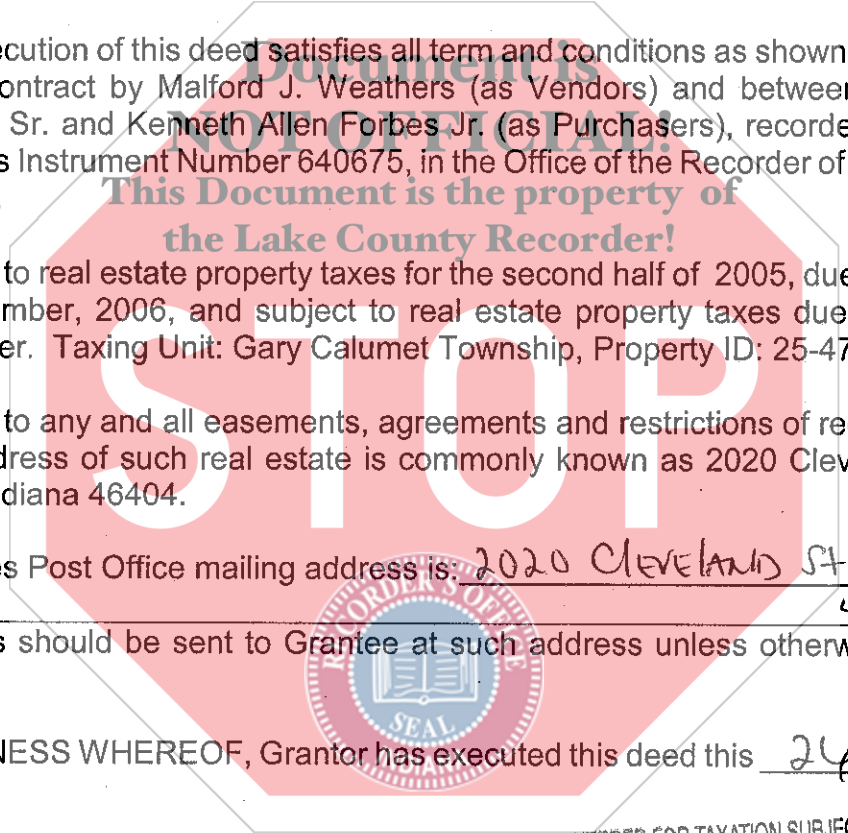 ecution of this deed satisfies all term and conditions as shown
Document is
ontract by Malford J. Weathers (as Vendors) and between
NOT OFFICIAL!
Sr. and Kenneth Allen Forbes Jr. (as Purchasers), recorde
s Instrument Number 640675, in the Office of the Recorder of
This Document is the property of
the Lake County Recorder!
to real estate property taxes for the second half of 2005, due
mber, 2006, and subject to real estate property taxes due
er. Taxing Unit: Gary Calumet Township, Property ID: 25-47
STOP
to any and all easements, agreements and restrictions of re
dress of such real estate is commonly known as 2020 Clev
diana 46404.
s Post Office mailing address is: 2020 ClEVElAND St
s should be sent to Grantee at such address unless otherw
RECORDER'S OFFICE
SEAL
INDIANA
NESS WHEREOF, Grantor has executed this deed this 24
FOR TAXATION SUBJEC